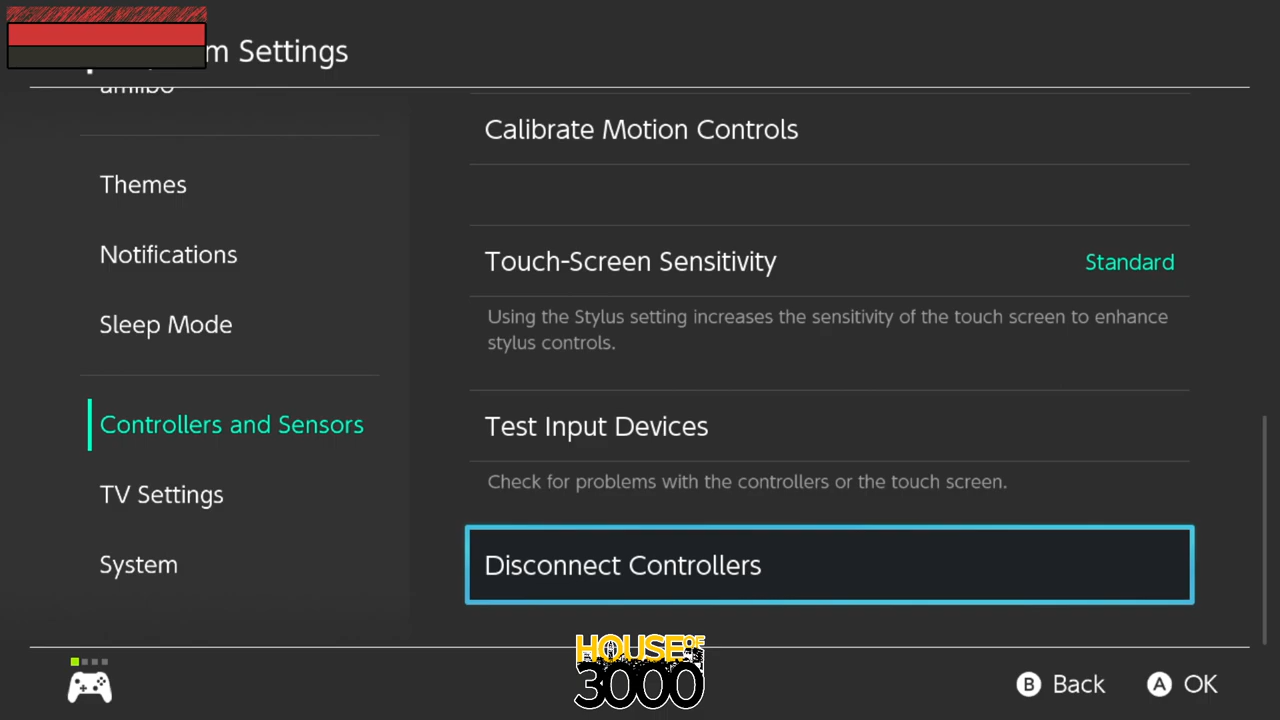 m Settings
amiibo
Themes
Notifications
Sleep Mode
Controllers and Sensors
TV Settings
System
Calibrate Motion Controls
Touch-Screen Sensitivity Standard
Using the Stylus setting increases the sensitivity of the touch screen to enhance
stylus controls.
Test Input Devices
Check for problems with the controllers or the touch screen.
Disconnect Controllers
HOUSE OF
3000
B Back A OK